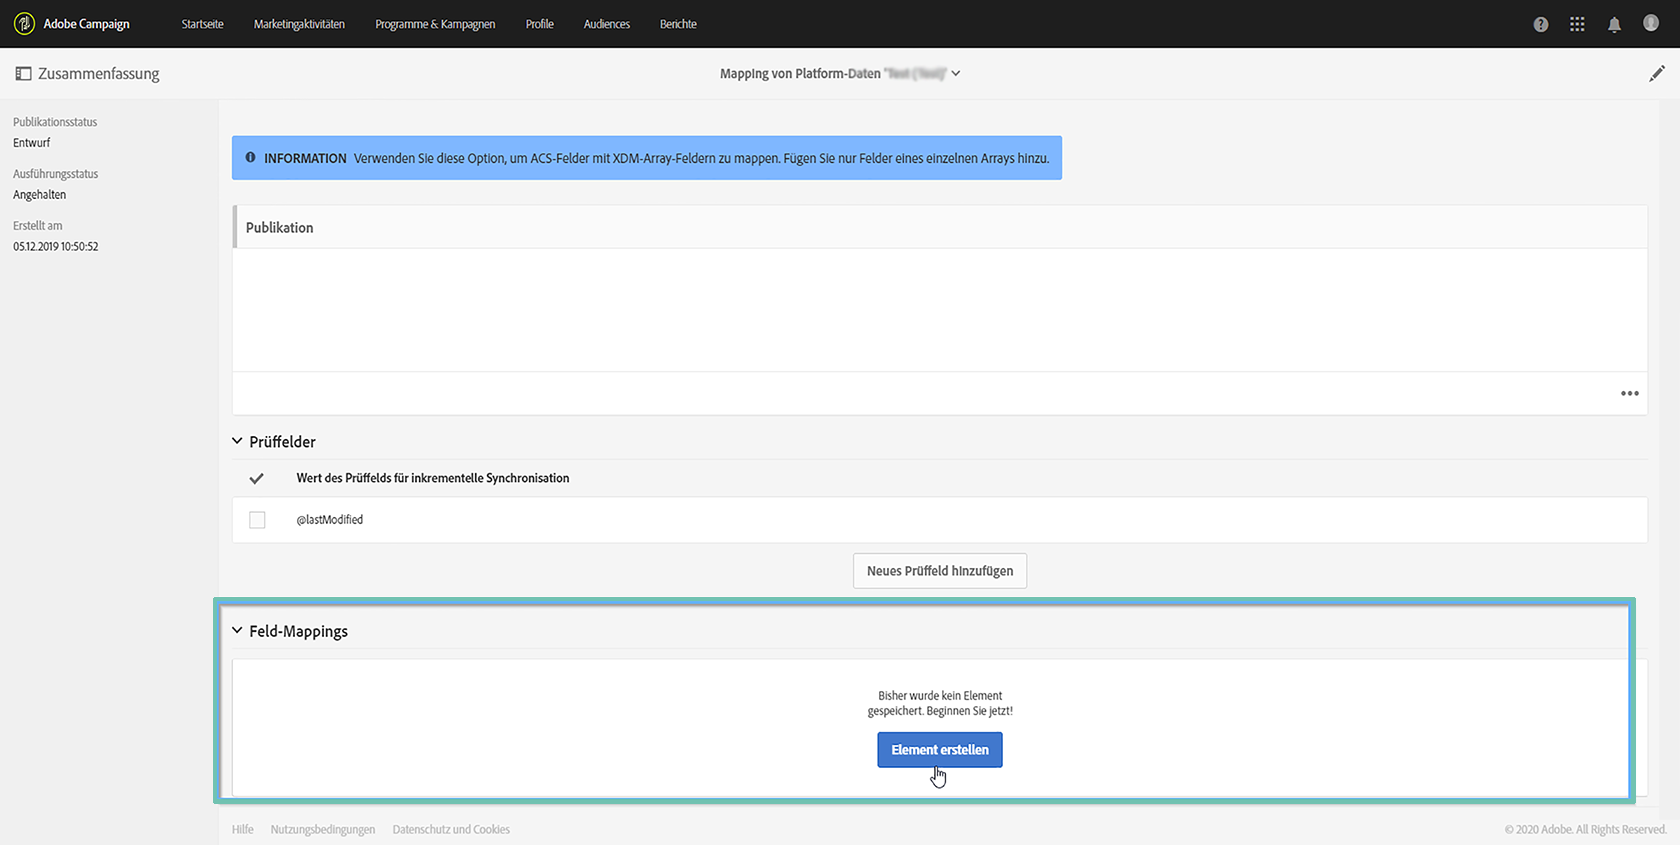 Adobe Campaign
Startseite
Marketingaktivitäten
Programme & Kampagnen
Profile
Audiences
Berichte
Zusammenfassung
Mapping von Platform-Daten
Publikationsstatus
Entwurf
Ausführungsstatus
Angehalten
Erstellt am
05.12.2019 10:50:52
INFORMATION Verwenden Sie diese Option, um ACS-Felder mit XDM-Array-Feldern zu mappen. Fügen Sie nur Felder eines einzelnen Arrays hinzu.
Publikation
Prüffelder
Wert des Prüffelds für inkrementelle Synchronisation
@lastModified
Neues Prüffeld hinzufügen
Feld-Mappings
Bisher wurde kein Element
gespeichert. Beginnen Sie jetzt!
Element erstellen
Hilfe
Nutzungsbedingungen
Datenschutz und Cookies
© 2020 Adobe. All Rights Reserved.